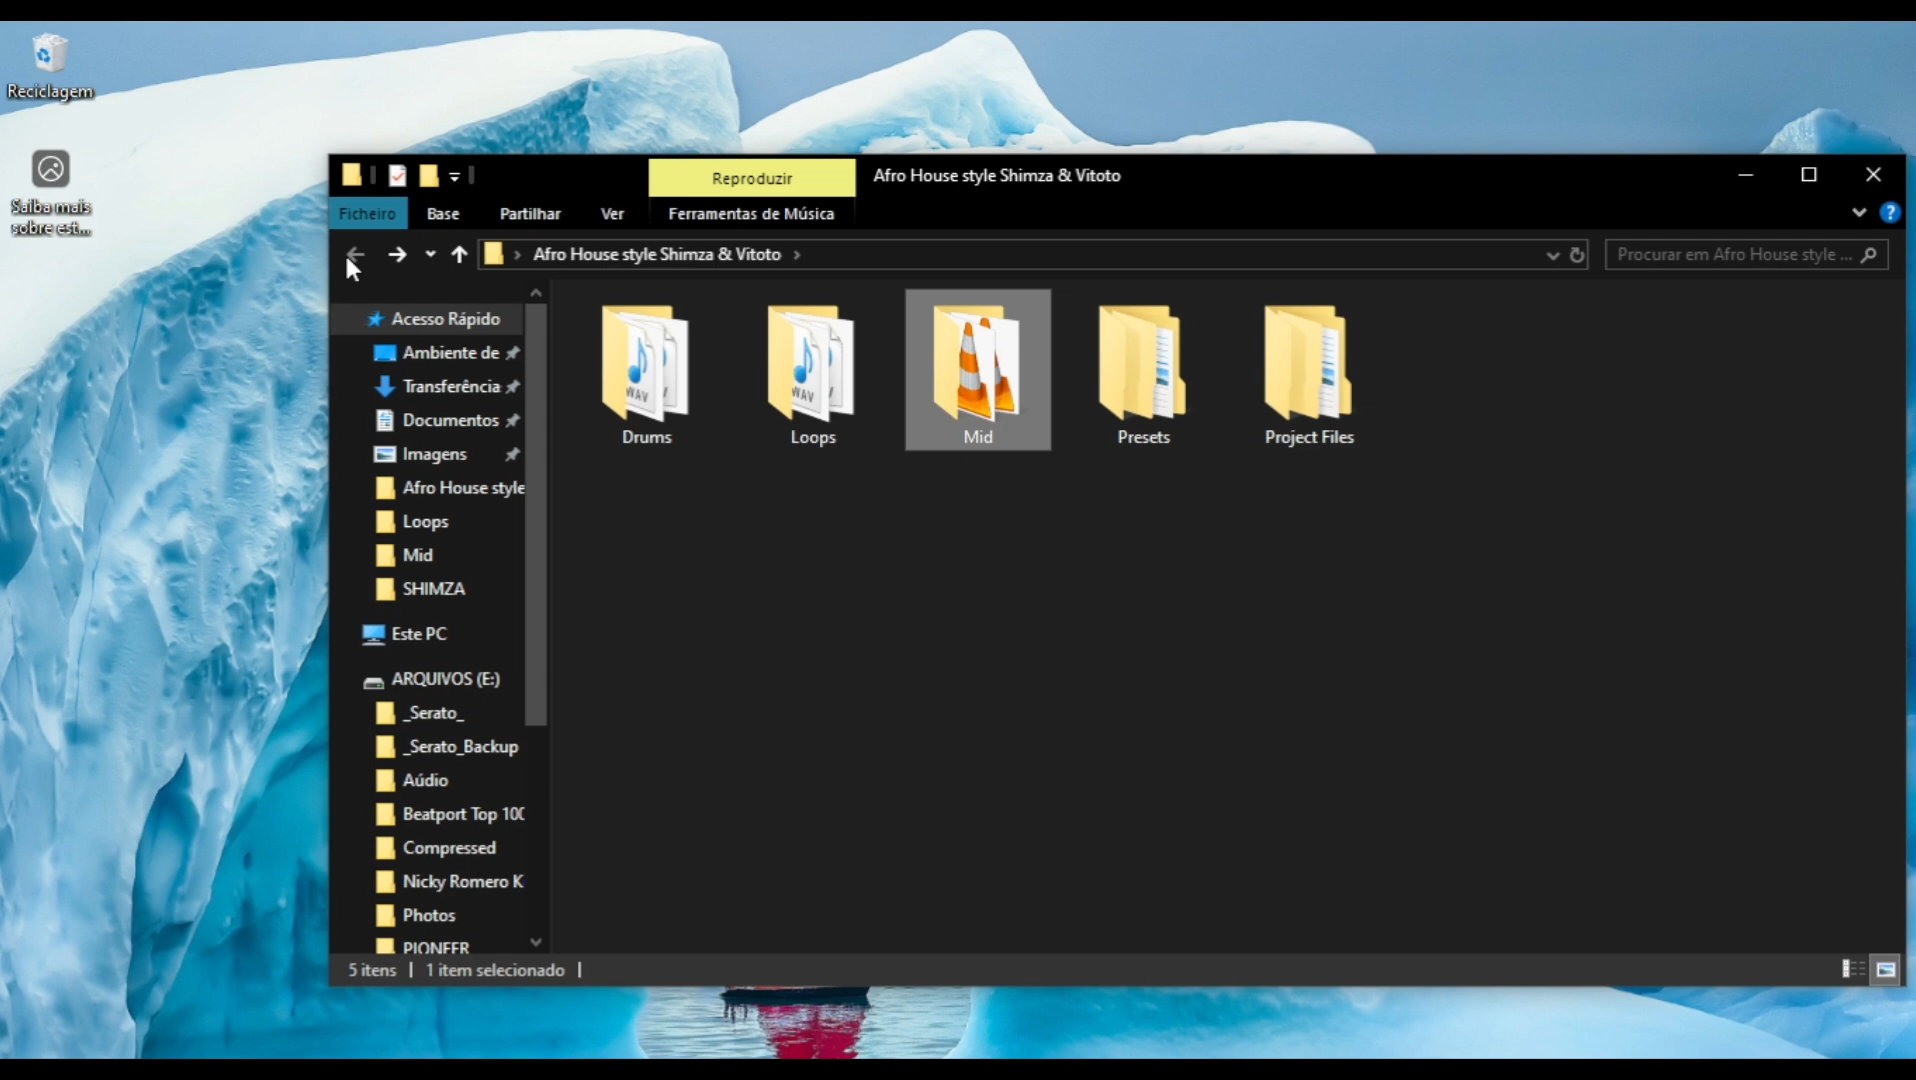 Reciclagem
Saiba mais
sobre est...
Reproduzir
Afro House style Shimza & Vitoto
Ficheiro
Base
Partilhar
Ver
Ferramentas de Música
?
Afro House style Shimza & Vitoto
Procurar em Afro House style ...
Acesso Rápido
Ambiente de
Transferência
Documentos
Imagens
Afro House style
Loops
Mid
SHIMZA
Este PC
ARQUIVOS (E:)
_Serato_
_Serato_Backup
Aúdio
Beatport Top 100
Compressed
Nicky Romero K
Photos
PIONEER
WAV
WAV
Drums
Loops
Mid
Presets
Project Files
5 itens
1 item selecionado